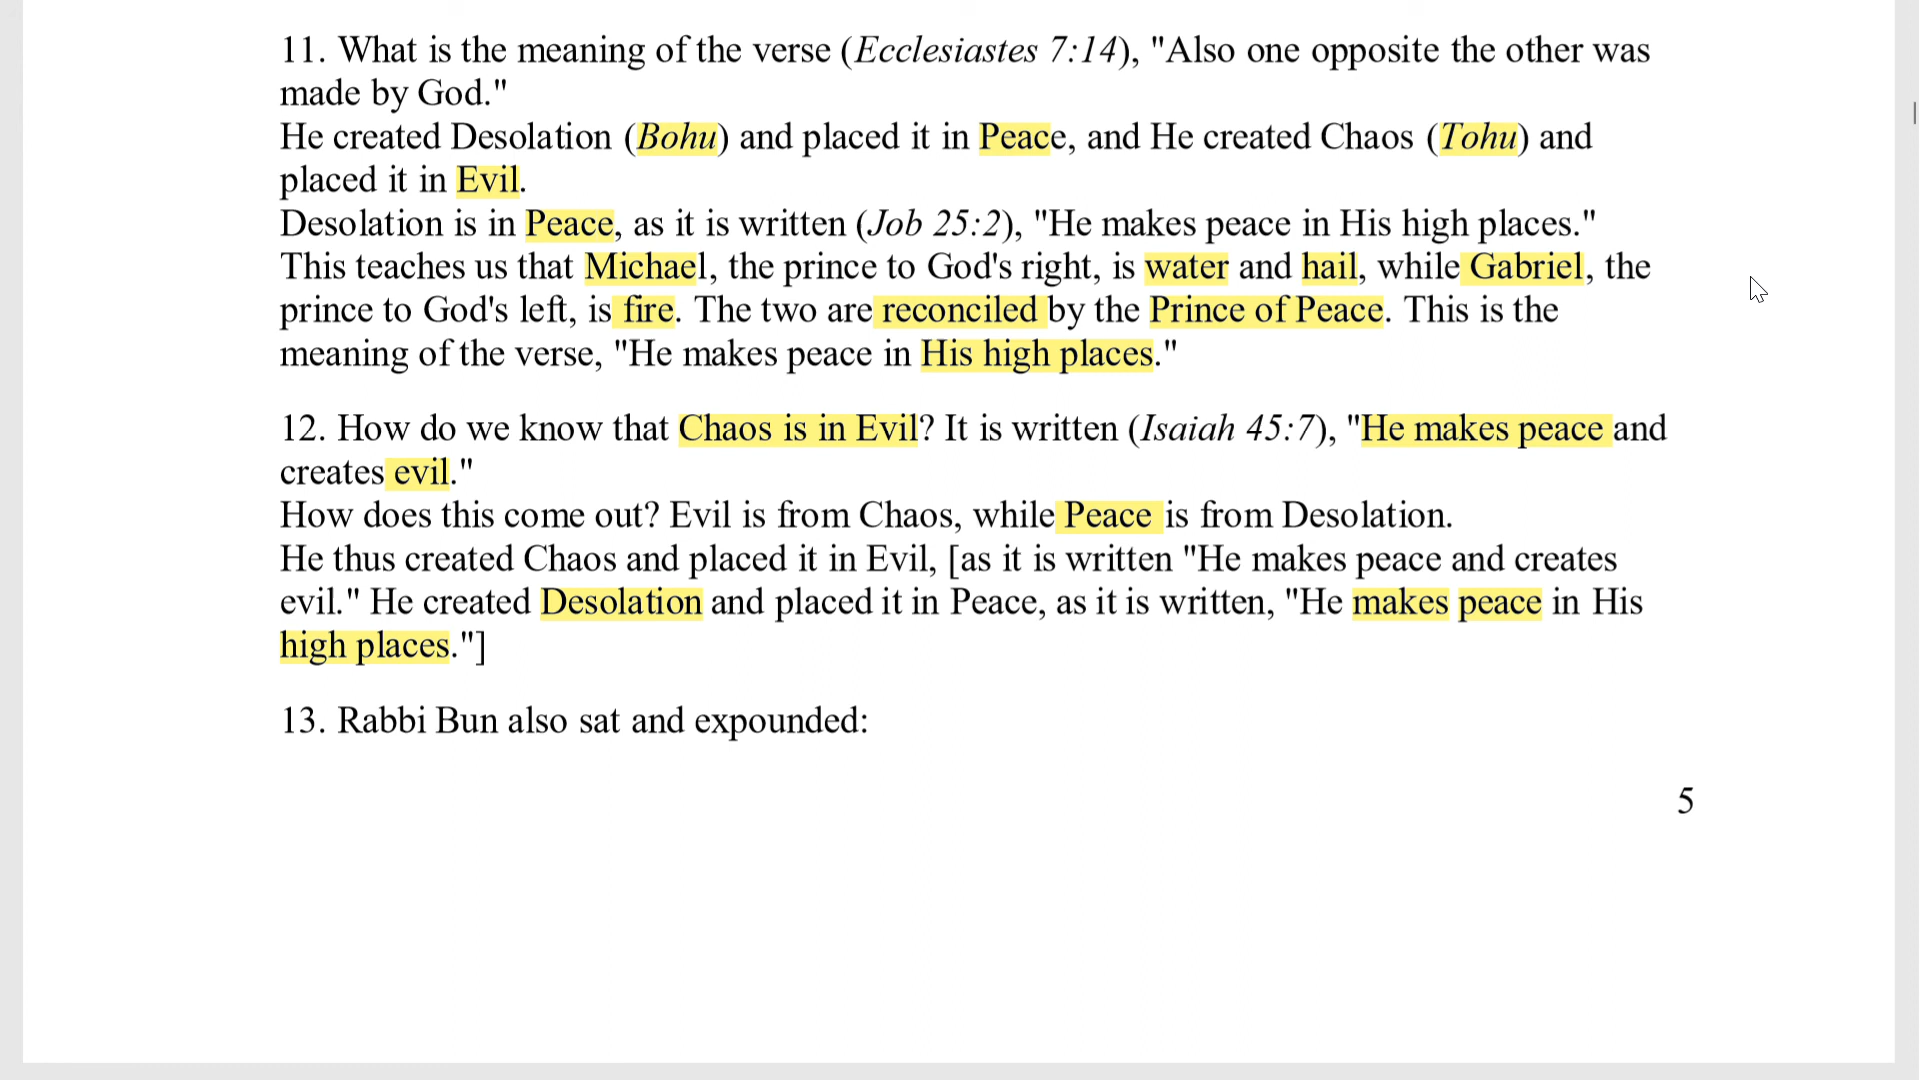 11. What is the meaning of the verse (Ecclesiastes 7:14), "Also one opposite the other was
made by God."
He created Desolation (Bohu) and placed it in Peace, and He created Chaos (Tohu) and
placed it in Evil.
Desolation is in Peace, as it is written (Job 25:2), "He makes peace in His high places."
This teaches us that Michael, the prince to God's right, is water and hail, while Gabriel, the
prince to God's left, is fire. The two are reconciled by the Prince of Peace. This is the
meaning of the verse, "He makes peace in His high places."
12. How do we know that Chaos is in Evil? It is written (Isaiah 45:7), "He makes peace and
creates evil."
How does this come out? Evil is from Chaos, while Peace is from Desolation.
He thus created Chaos and placed it in Evil, [as it is written "He makes peace and creates
evil." He created Desolation and placed it in Peace, as it is written, "He makes peace in His
high places."]
13. Rabbi Bun also sat and expounded:
5